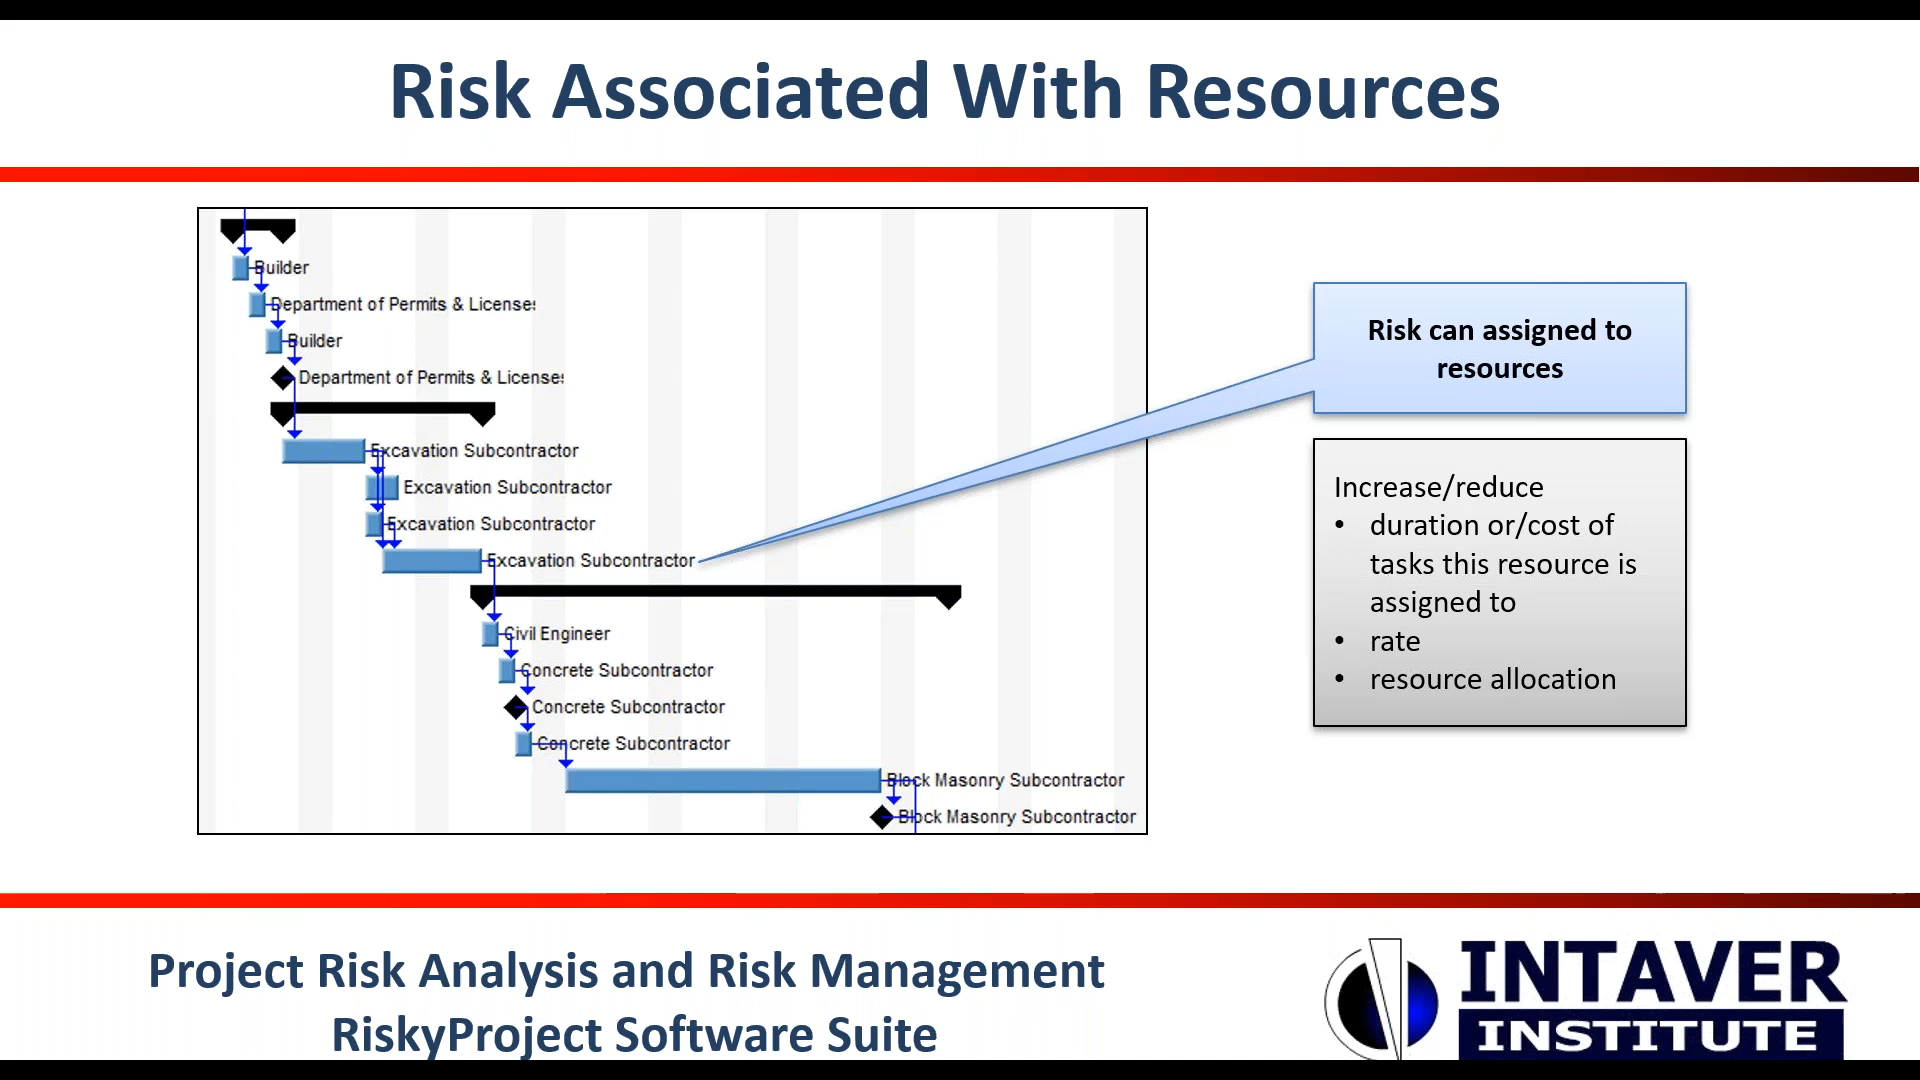 Risk Associated With Resources
Builder
Department of Permits & Licenses
Builder
Department of Permits & Licenses
Excavation Subcontractor
Excavation Subcontractor
Excavation Subcontractor
Excavation Subcontractor
Civil Engineer
Concrete Subcontractor
Concrete Subcontractor
Concrete Subcontractor
Block Masonry Subcontractor
Block Masonry Subcontractor
Risk can assigned to
resources
Increase/reduce
• duration or/cost of
tasks this resource is
assigned to
• rate
• resource allocation
Project Risk Analysis and Risk Management
RiskyProject Software Suite
INTAVER
INSTITUTE